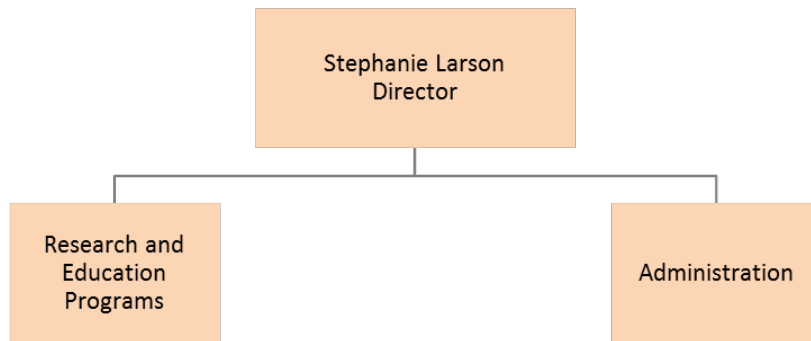 Stephanie Larson
Director
Research and
Education
Programs
Administration